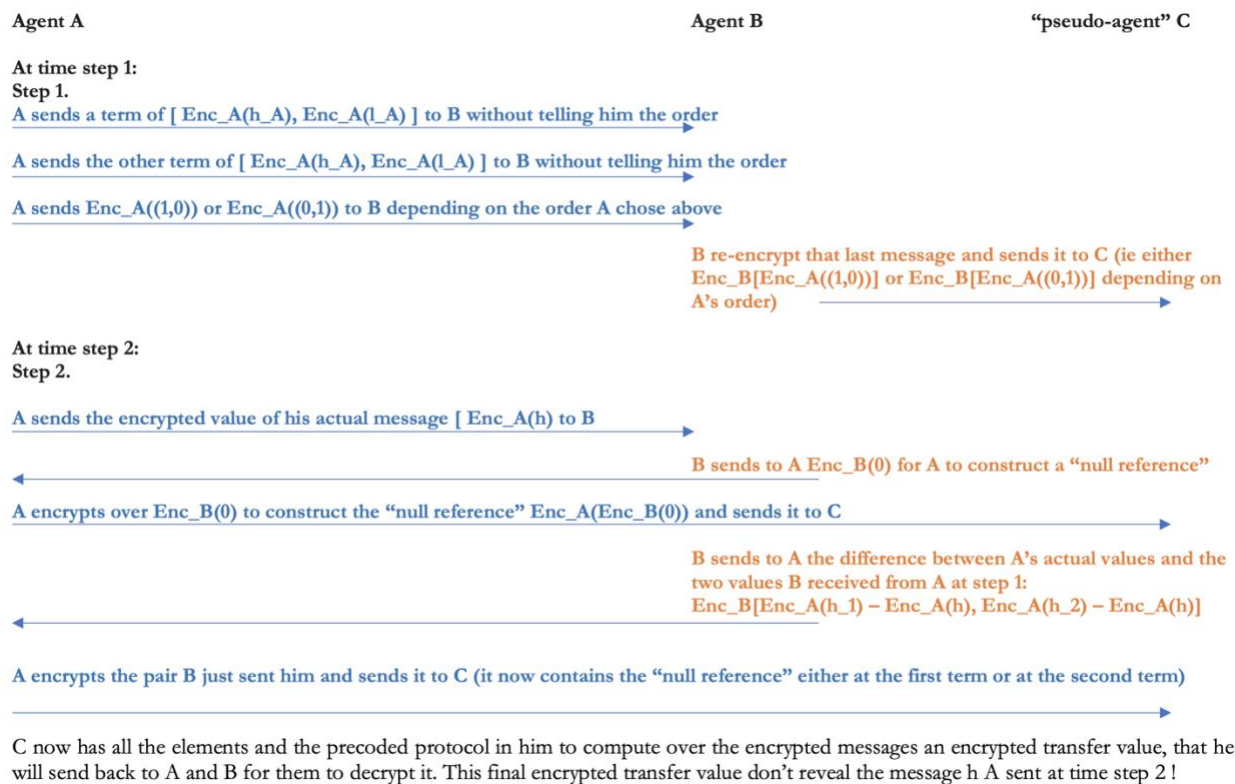 Agent A Agent B “pseudo-agent” C
At time step 1:
Step 1.
A sends a term of [ Enc_A(h_A), Enc_A(l_A) ] to B without telling him the order
A sends the other term of [ Enc_A(h_A), Enc_A(l_A) ] to B without telling him the order
A sends Enc_A((1,0)) or Enc_A((0,1)) to B depending on the order A chose above
B re-encrypt that last message and sends it to C (ie either
Enc_B[Enc_A((1,0))] or Enc_B[Enc_A((0,1))] depending on
A’s order)
At time step 2:
Step 2.
A sends the encrypted value of his actual message [ Enc_A(h) to B
B sends to A Enc_B(0) for A to construct a “null reference”
A encrypts over Enc_B(0) to construct the “null reference” Enc_A(Enc_B(0)) and sends it to C
B sends to A the difference between A’s actual values and the
two values B received from A at step 1:
Enc_B[Enc_A(h_1) – Enc_A(h), Enc_A(h_2) – Enc_A(h)]
A encrypts the pair B just sent him and sends it to C (it now contains the “null reference” either at the first term or at the second term)
C now has all the elements and the precoded protocol in him to compute over the encrypted messages an encrypted transfer value, that he
will send back to A and B for them to decrypt it. This final encrypted transfer value don’t reveal the message h A sent at time step 2 !